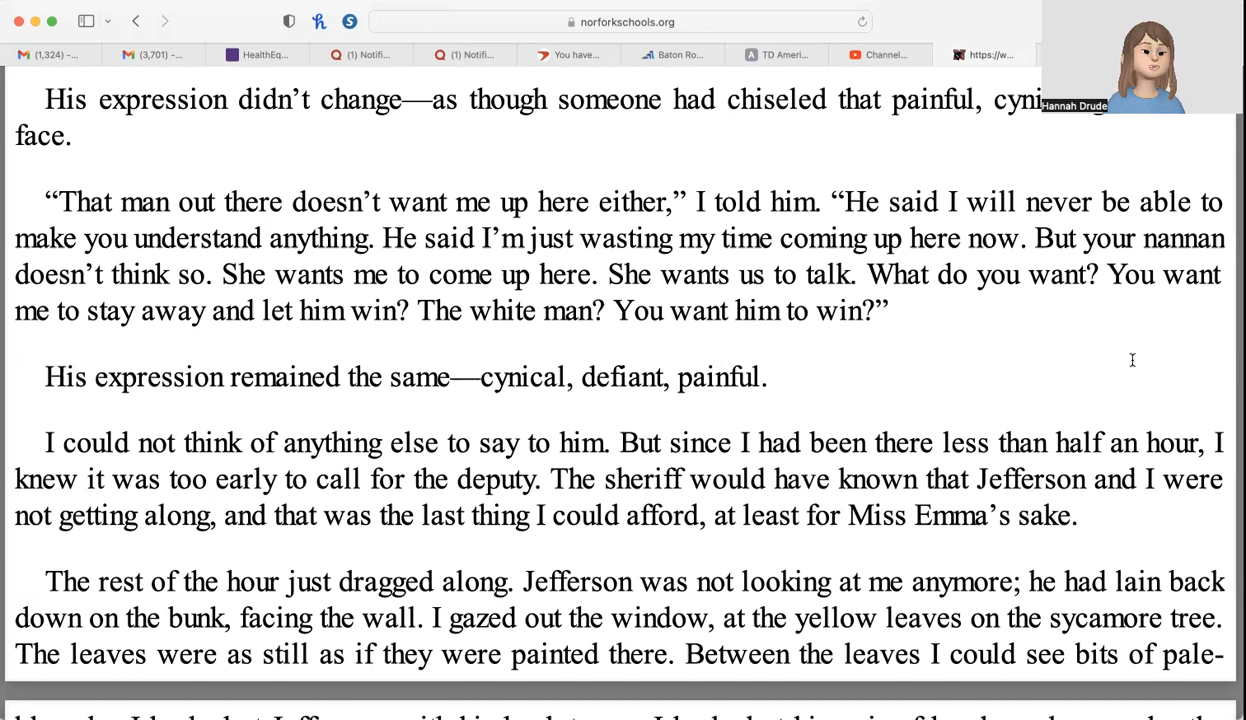 norforkschools.org
(1,324) –...
(3,701) –...
HealthEq...
(1) Notifi...
(1) Notifi...
You have...
Baton Ro...
A TD Ameri...
Channel...
https://w...
Hannah Drude
His expression didn’t change—as though someone had chiseled that painful,
face.
“That man out there doesn’t want me up here either,” I told him. “He said I will never be able to
make you understand anything. He said I’m just wasting my time coming up here now. But your nannan
doesn’t think so. She wants me to come up here. She wants us to talk. What do you want? You want
me to stay away and let him win? The white man? You want him to win?”
His expression remained the same—cynical, defiant, painful.
I could not think of anything else to say to him. But since I had been there less than half an hour, I
knew it was too early to call for the deputy. The sheriff would have known that Jefferson and I were
not getting along, and that was the last thing I could afford, at least for Miss Emma’s sake.
The rest of the hour just dragged along. Jefferson was not looking at me anymore; he had lain back
down on the bunk, facing the wall. I gazed out the window, at the yellow leaves on the sycamore tree.
The leaves were as still as if they were painted there. Between the leaves I could see bits of pale-